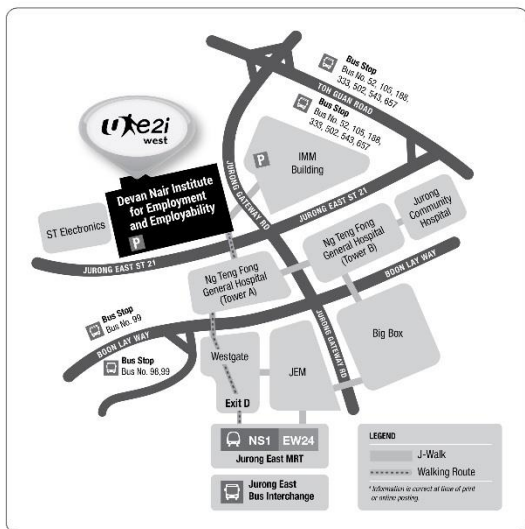 Bus Stop
Bus No. 52, 105, 188,
333, 502, 543, 657
TOH GUAN ROAD
Bus Stop
Bus No. 52, 105, 188,
333, 502, 543, 657
u e2i
west
P
IMM
Building
JURONG GATEWAY RD
Devan Nair Institute
for Employment
and Employability
P
ST Electronics
JURONG EAST ST 21
JURONG EAST ST 21
Jurong
Community
Hospital
Ng Teng Fong
General Hospital
(Tower B)
Ng Teng Fong
General Hospital
(Tower A)
BOON LAY WAY
Bus Stop
Bus No. 99
BOON LAY WAY
Bus Stop
Bus No. 98,99
Westgate
Exit D
JEM
JURONG GATEWAY RD
Big Box
NS1 EW24
Jurong East MRT
Jurong East
Bus Interchange
LEGEND
J-Walk
Walking Route
* Information is correct at time of print
or online posting.